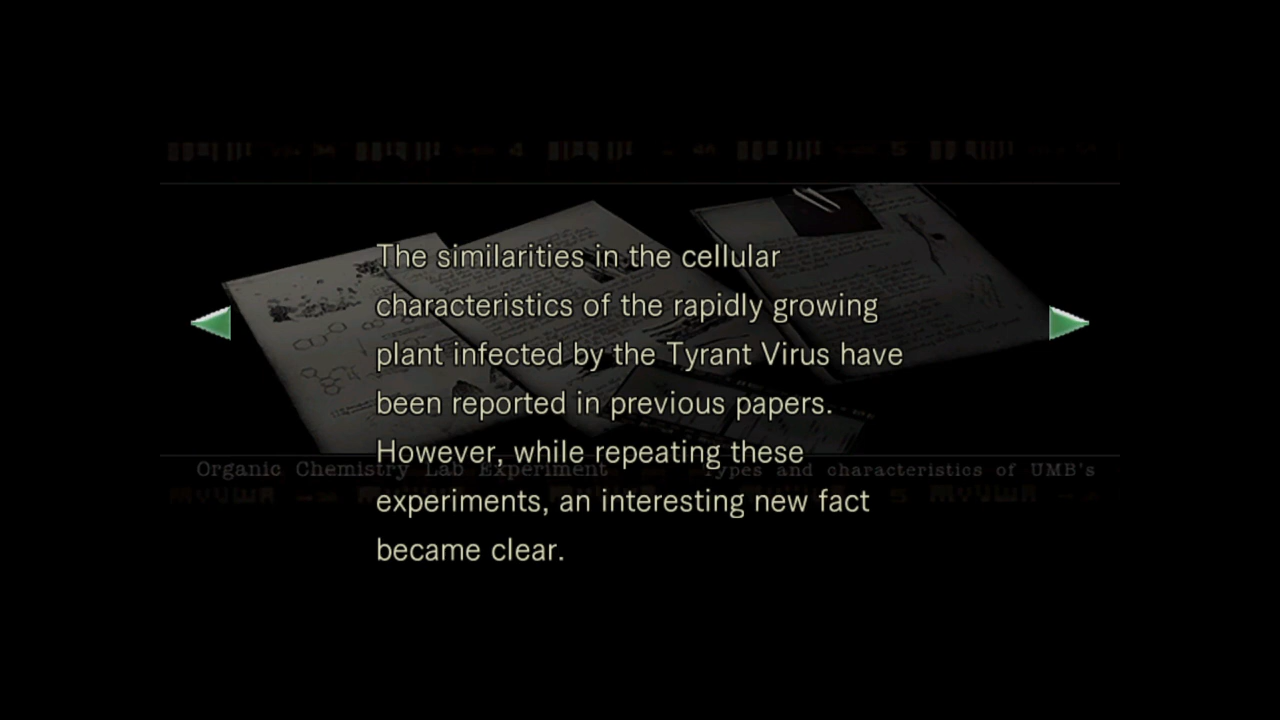 The similarities in the cellular
characteristics of the rapidly growing
plant infected by the Tyrant Virus have
been reported in previous papers.
However, while repeating these
experiments, an interesting new fact
became clear.
Organic Chemistry Lab Experiment
Types and characteristics of UMB's